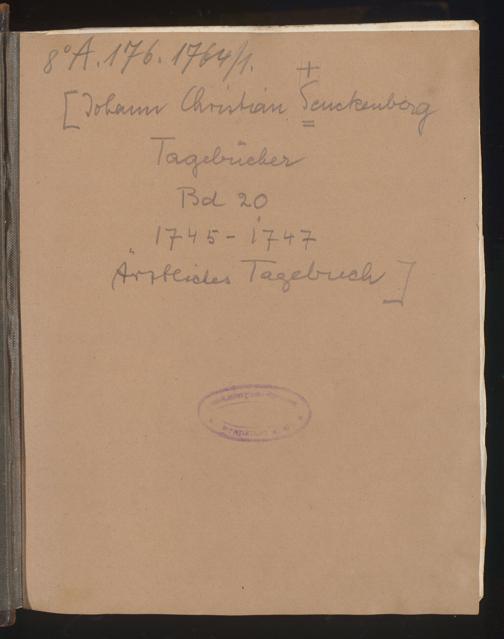 8° A. 176. 1764/1.
+
[Johann Christian Senckenberg
Tagebücher
Bd 20
1745-1747
Ärztliches Tagebuch]